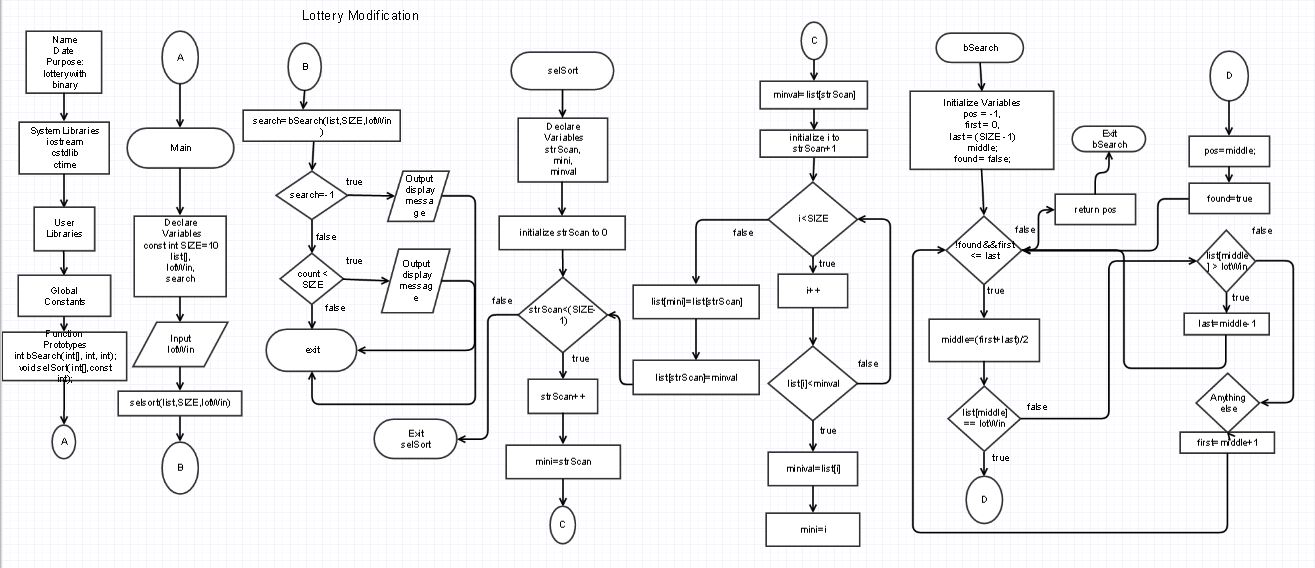 Lottery Modification
Name
Date
Purpose:
lottery with
binary
System Libraries
iostream
cstdlib
ctime
User
Libraries
Global
Constants
Function
Prototypes
int bSearch(int[], int, int);
void selSort( int[], const
int);
A
A
Main
Declare
Variables
const int SIZE=10
list[],
lotWin,
search
Input
lotWin
selsort(list,SIZE,lotWin)
B
B
search= bSearch(list,SIZE,lotWin
)
search=-1
true
Output
display
messa
ge
false
count <
SIZE
true
Output
display
messag
e
false
exit
selSort
Declare
Variables
strScan,
mini,
minval
initialize strScan to 0
strScan<(SIZE-
1)
false
true
strScan++
Exit
selSort
mini=strScan
C
C
minval= list[strScan]
initialize i to
strScan+1
i<SIZE
false
true
i++
list[mini]=list[strScan]
list[strScan]=minval
list[i]<minval
false
true
minival=list[i]
mini=i
bSearch
Initialize Variables
pos = -1,
first = 0,
last = (SIZE - 1)
middle;
found= false;
Exit
bSearch
return pos
!found&&first
<= last
false
true
middle=(first+last)/2
list[middle]
== lotWin
false
true
D
D
pos=middle;
found=true
list[middle
] > lotWin
false
true
last=middle-1
Anything
else
first=middle+1